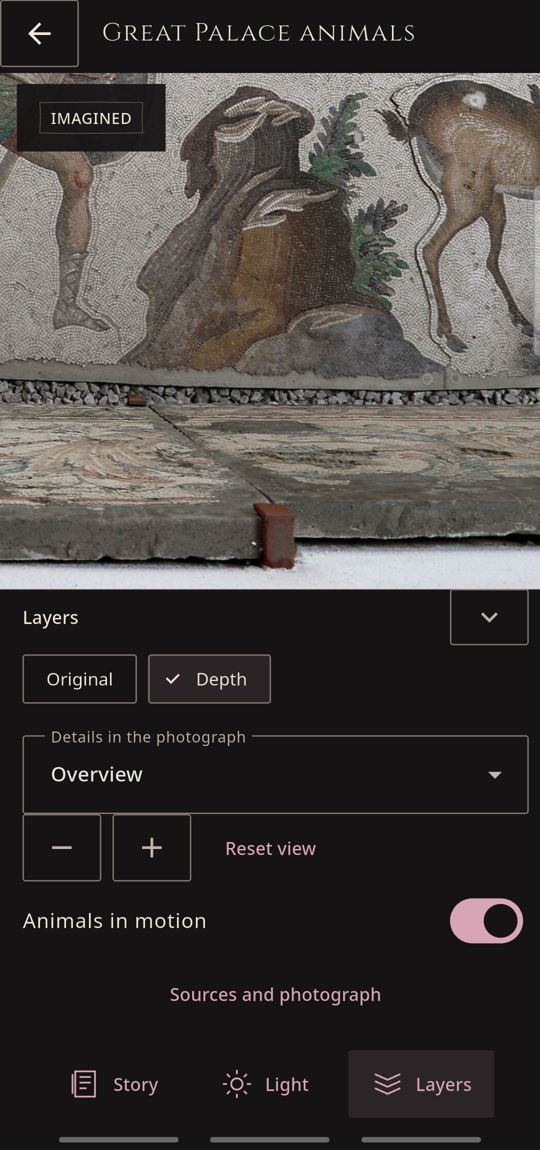 Great Palace animals
IMAGINED
Layers
Original
Depth
Details in the photograph
Overview
Reset view
Animals in motion
Sources and photograph
Story
Light
Layers